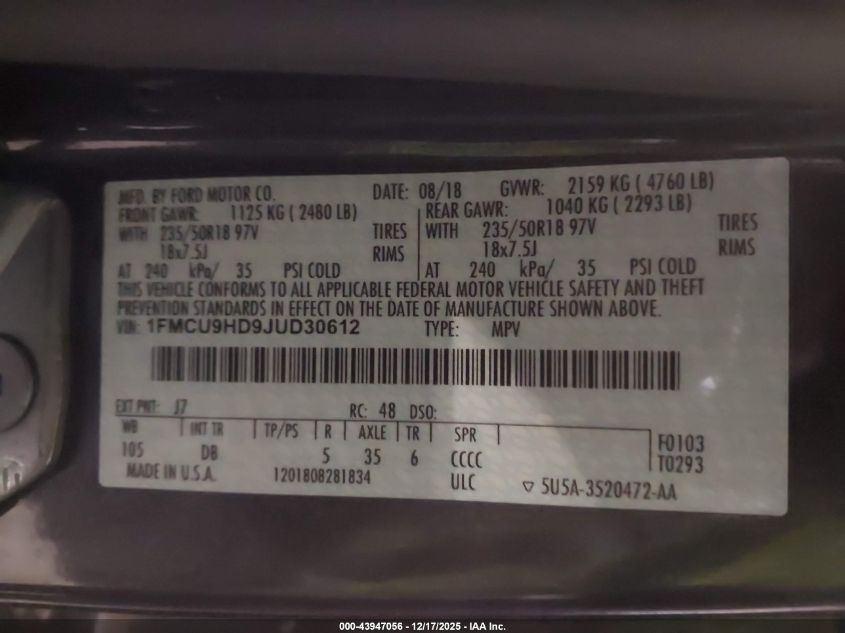 MFD. BY FORD MOTOR CO. DATE: 08/18 GVWR: 2159 KG ( 4760 LB)
FRONT GAWR: 1125 KG ( 2480 LB) REAR GAWR: 1040 KG ( 2293 LB)
WITH 235/50R18 97V TIRES WITH 235/50R18 97V TIRES
18x7.5J RIMS 18x7.5J RIMS
AT 240 kPa/ 35 PSI COLD AT 240 kPa/ 35 PSI COLD
THIS VEHICLE CONFORMS TO ALL APPLICABLE FEDERAL MOTOR VEHICLE SAFETY AND THEFT
PREVENTION STANDARDS IN EFFECT ON THE DATE OF MANUFACTURE SHOWN ABOVE.
VIN: 1FMCU9HD9JUD30612 TYPE: MPV
EXT PNT: J7 RC: 48 DSO:
WB INT TR TP/PS R AXLE TR SPR F0103
105 DB 5 35 6 CCCC T0293
MADE IN U.S.A. 1201808281834 ULC ▽ 5U5A-3520472-AA
000-43947056 - 12/17/2025 - IAA Inc.